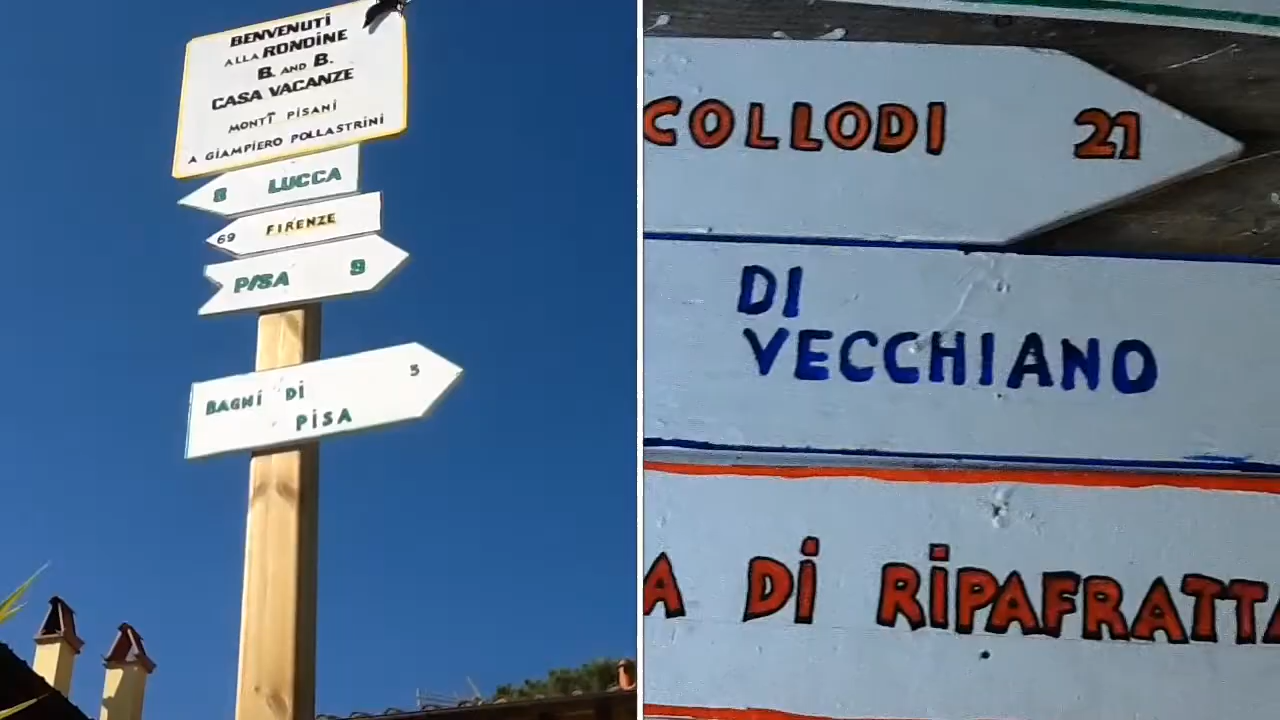 BENVENUTI
ALLA RONDINE
B. AND B.
CASA VACANZE
MONTI PISANI
A GIAMPIERO POLLASTRINI
8 LUCCA
69 FIRENZE
PISA 9
BAGNI DI 5
PISA
COLLODI 21
DI
VECCHIANO
A DI RIPAFRATTA